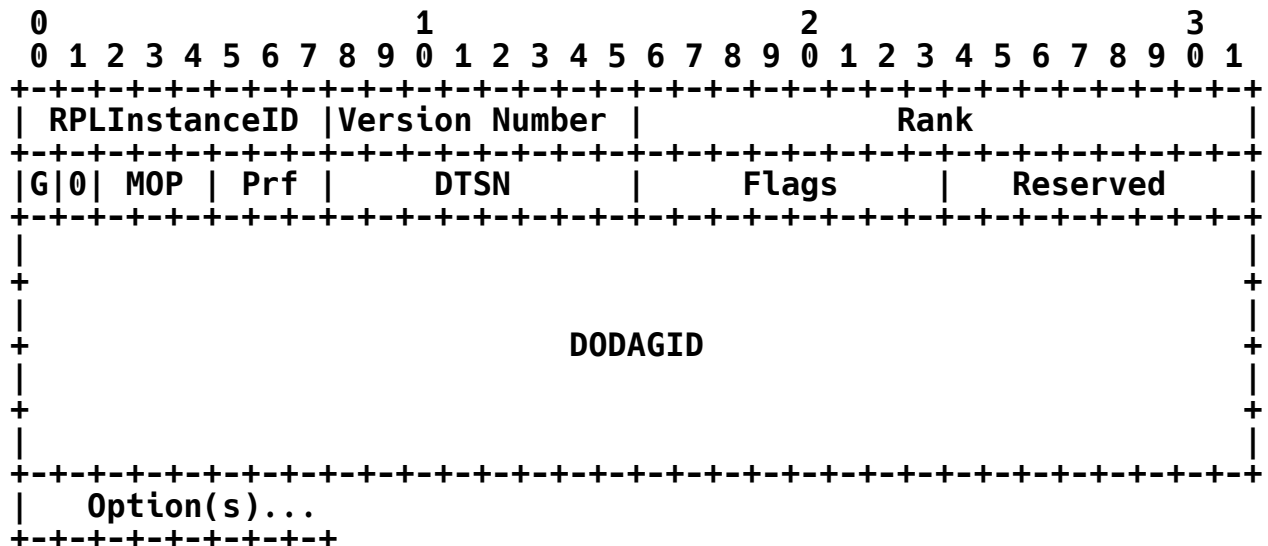 0                   1                   2                   3
 0 1 2 3 4 5 6 7 8 9 0 1 2 3 4 5 6 7 8 9 0 1 2 3 4 5 6 7 8 9 0 1
+-+-+-+-+-+-+-+-+-+-+-+-+-+-+-+-+-+-+-+-+-+-+-+-+-+-+-+-+-+-+-+-+
| RPLInstanceID |Version Number |             Rank              |
+-+-+-+-+-+-+-+-+-+-+-+-+-+-+-+-+-+-+-+-+-+-+-+-+-+-+-+-+-+-+-+-+
|G|0| MOP | Prf |     DTSN      |     Flags     |   Reserved    |
+-+-+-+-+-+-+-+-+-+-+-+-+-+-+-+-+-+-+-+-+-+-+-+-+-+-+-+-+-+-+-+-+
|                                                               |
+                                                               +
|                                                               |
+                            DODAGID                            +
|                                                               |
+                                                               +
|                                                               |
+-+-+-+-+-+-+-+-+-+-+-+-+-+-+-+-+-+-+-+-+-+-+-+-+-+-+-+-+-+-+-+-+
|   Option(s)...
+-+-+-+-+-+-+-+-+